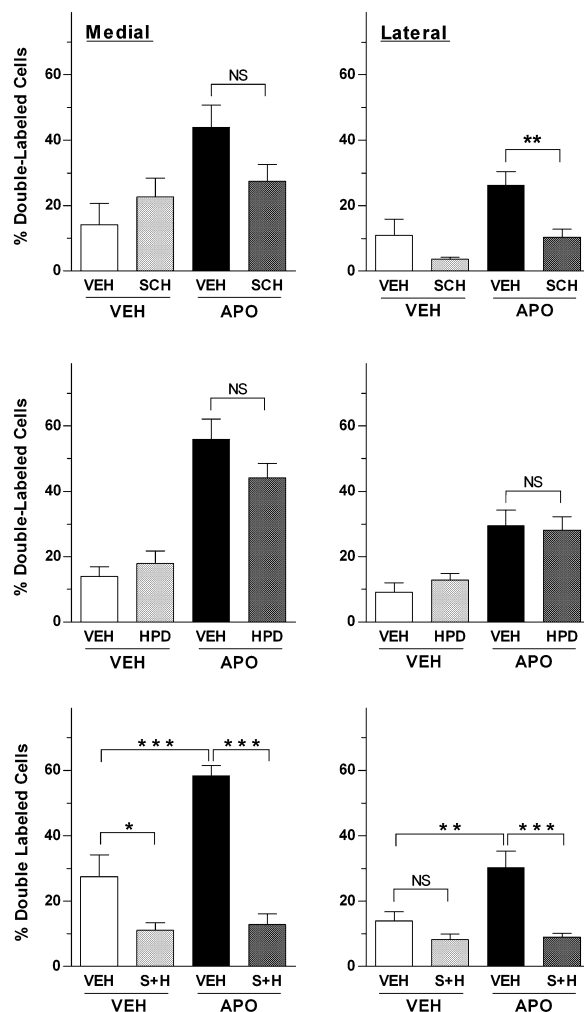 Medial
NS
% Double-Labeled Cells
60
40
20
0
VEH SCH VEH SCH
VEH APO
Lateral
**
60
40
20
0
VEH SCH VEH SCH
VEH APO
NS
% Double-Labeled Cells
60
40
20
0
VEH HPD VEH HPD
VEH APO
NS
60
40
20
0
VEH HPD VEH HPD
VEH APO
*** ***
*
% Double Labeled Cells
60
40
20
0
VEH S+H VEH S+H
VEH APO
** ***
NS
60
40
20
0
VEH S+H VEH S+H
VEH APO